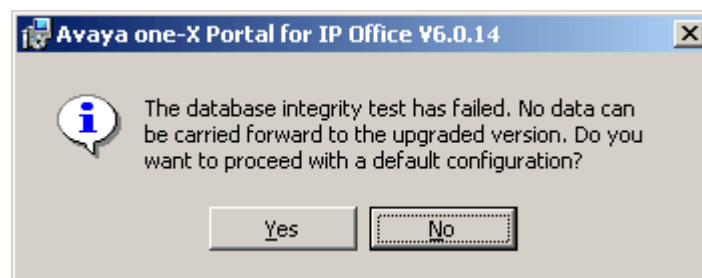 Avaya one-X Portal for IP Office V6.0.14
The database integrity test has failed. No data can
be carried forward to the upgraded version. Do you
want to proceed with a default configuration?
Yes
No